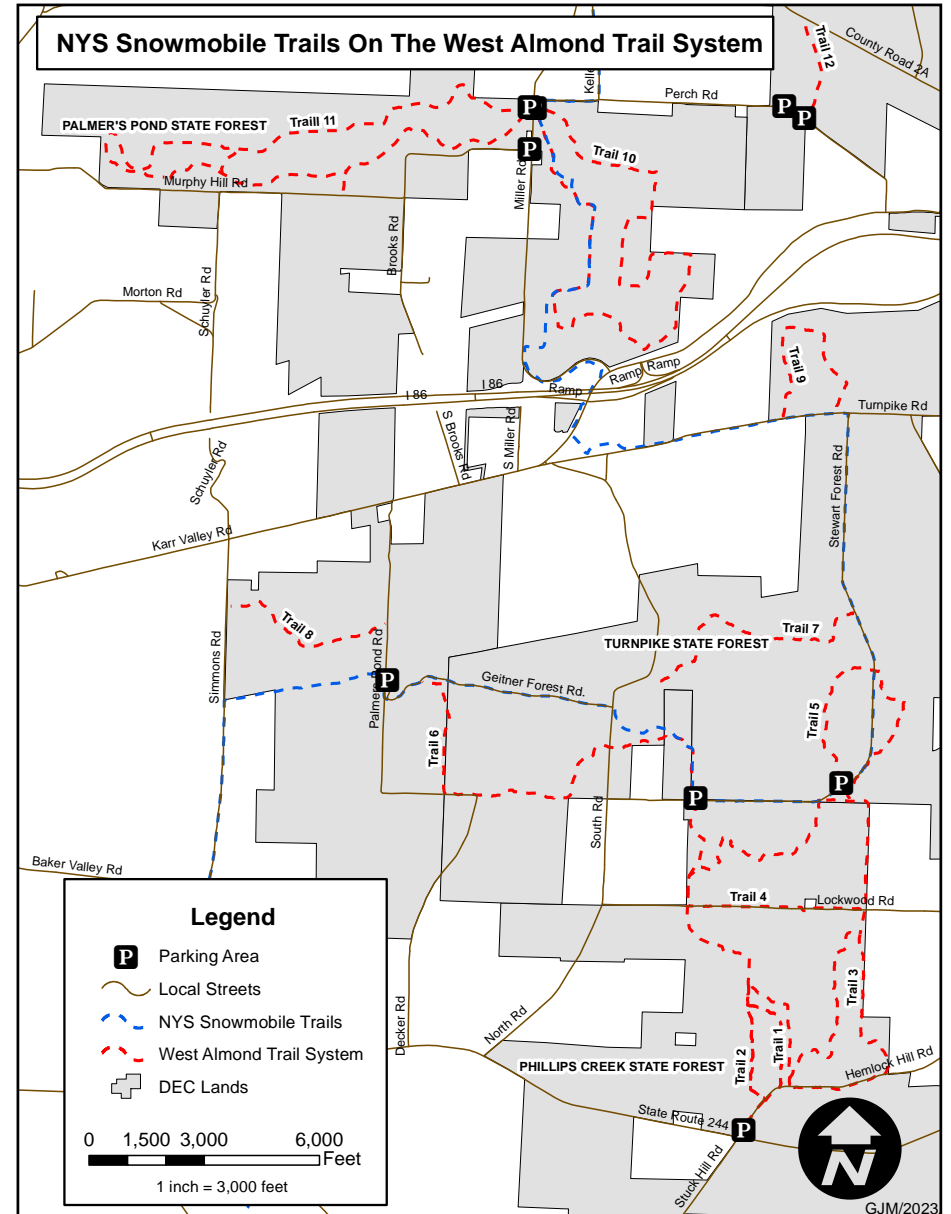 NYS Snowmobile Trails On The West Almond Trail System
Trail 12
County Road 2A
Kelle
Perch Rd
P
P
P
PALMER'S POND STATE FOREST
Traill 11
P
Trail 10
Murphy Hill Rd
Miller Rd
Brooks Rd
Schuyler Rd
Morton Rd
I 86
I 86
Ramp
Ramp
Ramp
Trail 9
Turnpike Rd
S Brooks Rd
S Miller Rd
Schuyler Rd
Stewart Forest Rd
Karr Valley Rd
Trail 8
Trail 7
TURNPIKE STATE FOREST
Simmons Rd
Palmers Pond Rd
P
Geitner Forest Rd.
Trail 5
Trail 6
P
P
South Rd
Baker Valley Rd
Trail 4
Lockwood Rd
Trail 3
Decker Rd
North Rd
Trail 2
Trail 1
PHILLIPS CREEK STATE FOREST
Hemlock Hill Rd
State Route 244
P
Stuck Hill Rd
Legend
P Parking Area
Local Streets
NYS Snowmobile Trails
West Almond Trail System
DEC Lands
0 1,500 3,000 6,000
Feet
1 inch = 3,000 feet
N
GJM/2023